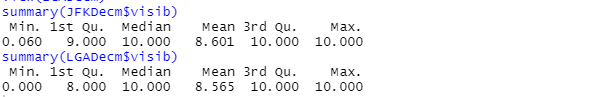 summary(JFKDecm$visib)
Min. 1st Qu. Median Mean 3rd Qu. Max.
0.060 9.000 10.000 8.601 10.000 10.000
summary(LGADecm$visib)
Min. 1st Qu. Median Mean 3rd Qu. Max.
0.000 8.000 10.000 8.565 10.000 10.000